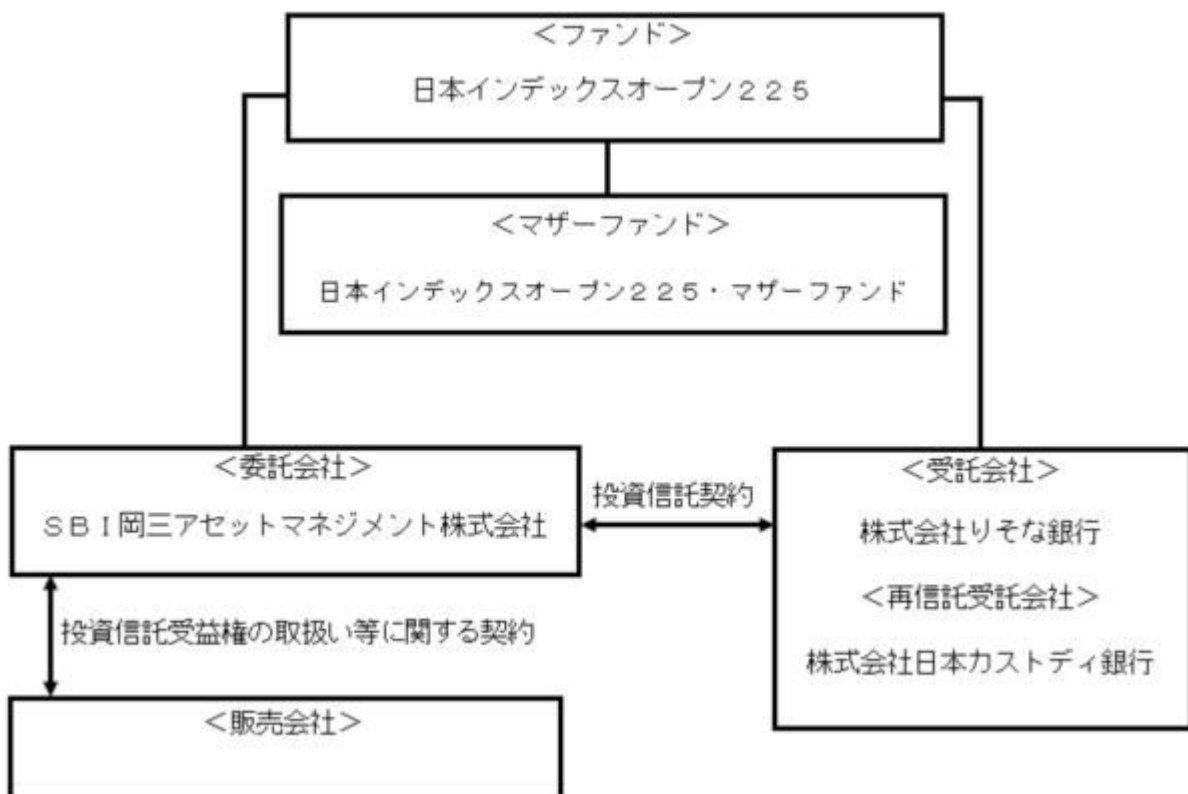 ＜ファンド＞
日本インデックスオープン２２５
＜マザーファンド＞
日本インデックスオープン２２５・マザーファンド
＜委託会社＞
ＳＢＩ岡三アセットマネジメント株式会社
投資信託契約
＜受託会社＞
株式会社りそな銀行
＜再信託受託会社＞
株式会社日本カストディ銀行
投資信託受益権の取扱い等に関する契約
＜販売会社＞